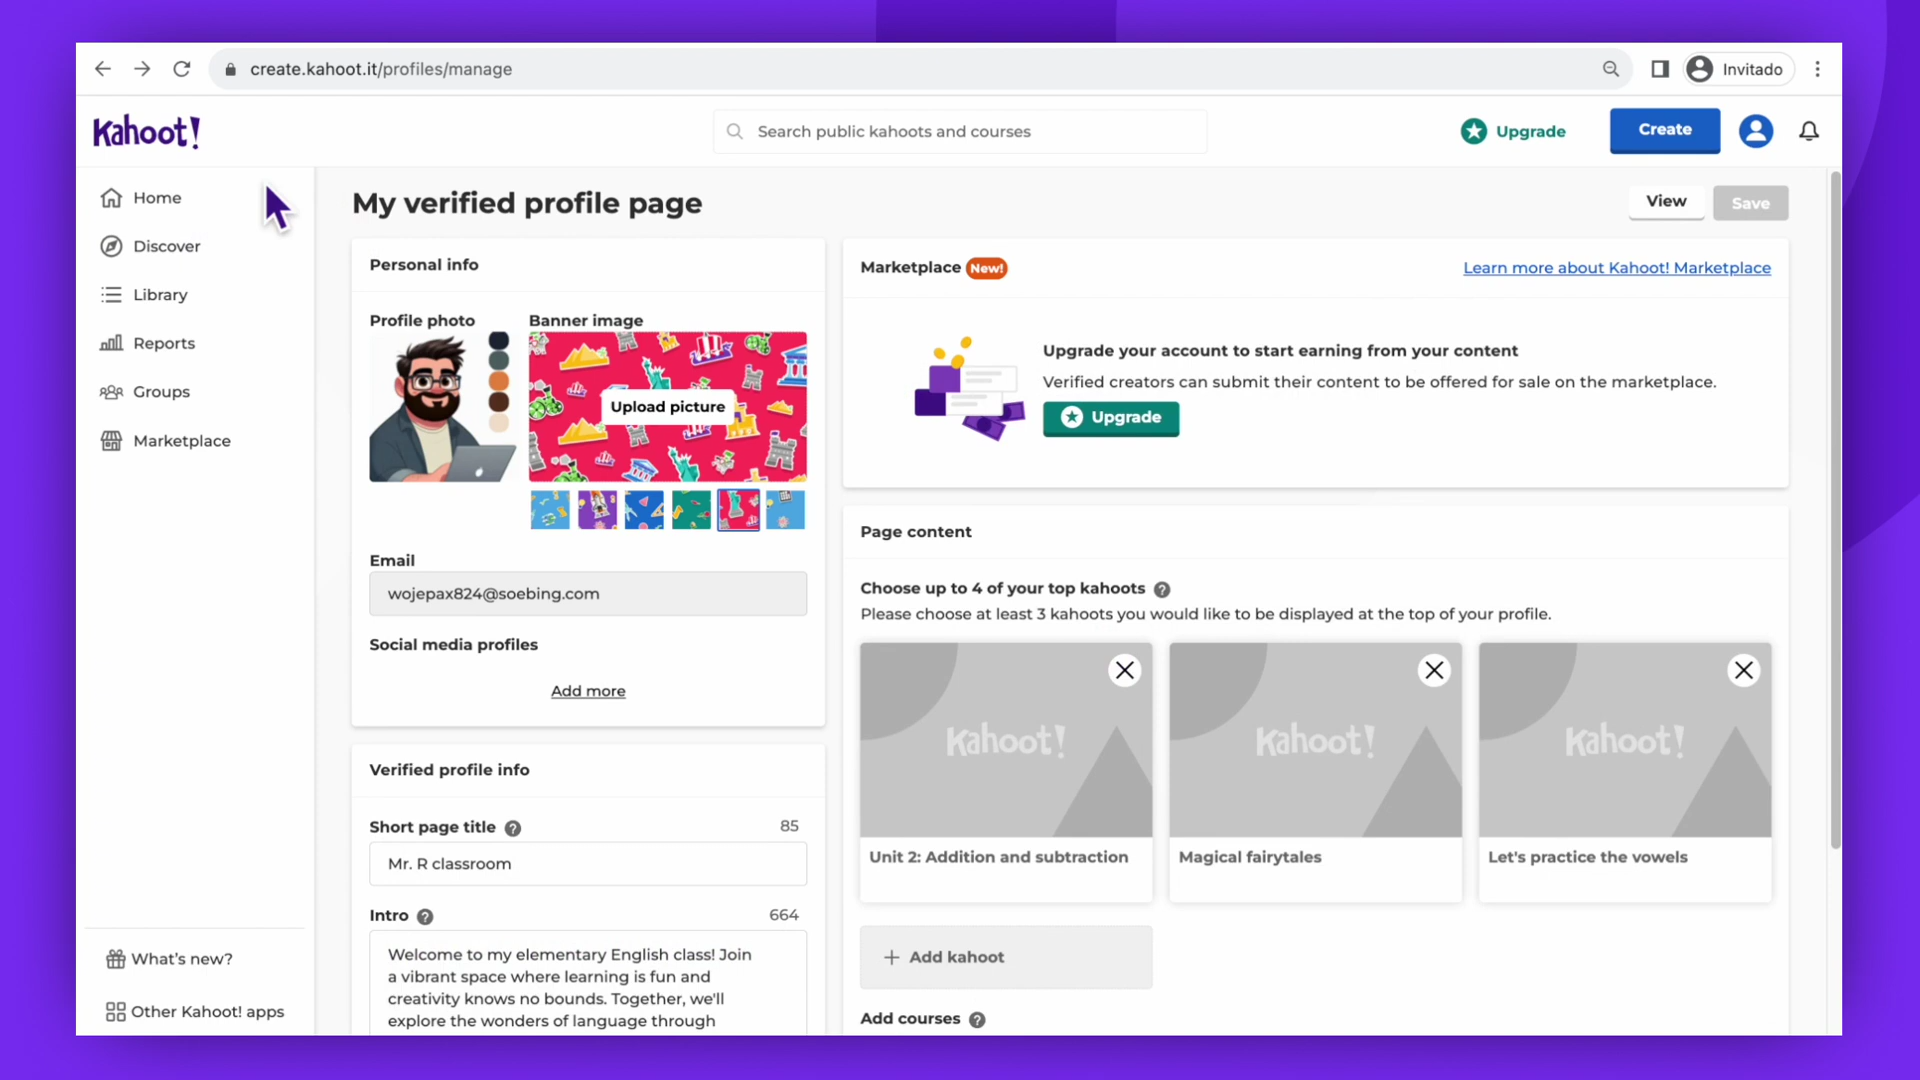 create.kahoot.it/profiles/manage
Invitado
Kahoot!
Search public kahoots and courses
Upgrade
Create
Home
Discover
Library
Reports
Groups
Marketplace
What's new?
Other Kahoot! apps
My verified profile page
View
Save
Personal info
Profile photo
Banner image
Upload picture
Email
wojepax824@soebing.com
Social media profiles
Add more
Verified profile info
Short page title ?
85
Mr. R classroom
Intro ?
664
Welcome to my elementary English class! Join
a vibrant space where learning is fun and
creativity knows no bounds. Together, we'll
explore the wonders of language through
Marketplace New!
Learn more about Kahoot! Marketplace
Upgrade your account to start earning from your content
Verified creators can submit their content to be offered for sale on the marketplace.
Upgrade
Page content
Choose up to 4 of your top kahoots ?
Please choose at least 3 kahoots you would like to be displayed at the top of your profile.
Kahoot!
Kahoot!
Kahoot!
Unit 2: Addition and subtraction
Magical fairytales
Let's practice the vowels
+ Add kahoot
Add courses ?